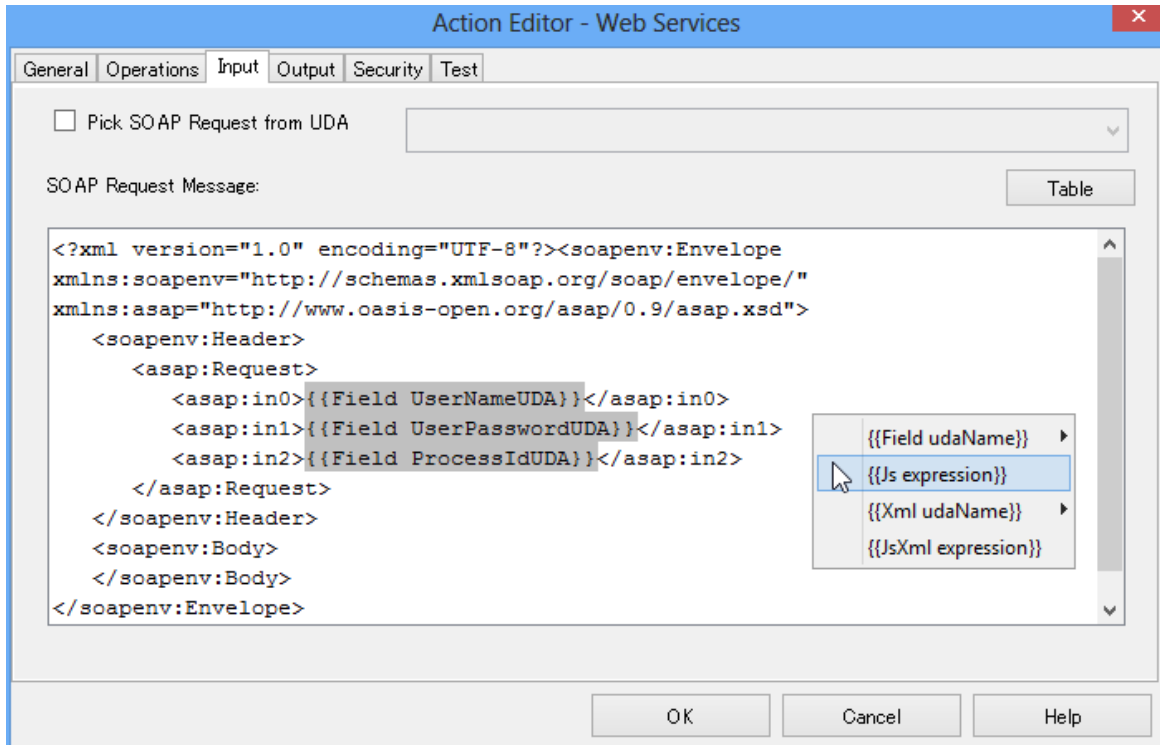 Action Editor - Web Services
General Operations Input Output Security Test
Pick SOAP Request from UDA
SOAP Request Message:
Table
<?xml version="1.0" encoding="UTF-8"?><soapenv:Envelope
xmlns:soapenv="http://schemas.xmlsoap.org/soap/envelope/"
xmlns:asap="http://www.oasis-open.org/asap/0.9/asap.xsd">
<soapenv:Header>
<asap:Request>
<asap:in0>{{Field UserNameUDA}}</asap:in0>
<asap:in1>{{Field UserPasswordUDA}}</asap:in1>
<asap:in2>{{Field ProcessIdUDA}}</asap:in2>
</asap:Request>
</soapenv:Header>
<soapenv:Body>
</soapenv:Body>
</soapenv:Envelope>
{{Field udaName}}
{{Js expression}}
{{Xml udaName}}
{{JsXml expression}}
OK Cancel Help